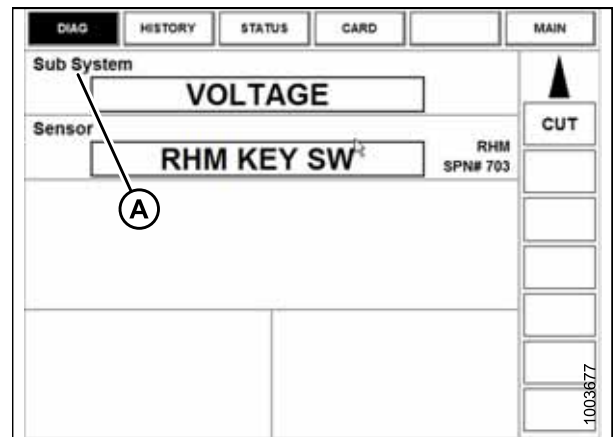 DIAG HISTORY STATUS CARD MAIN
Sub System
VOLTAGE
CUT
Sensor
RHM KEY SW
RHM
SPN# 703
A
1003677